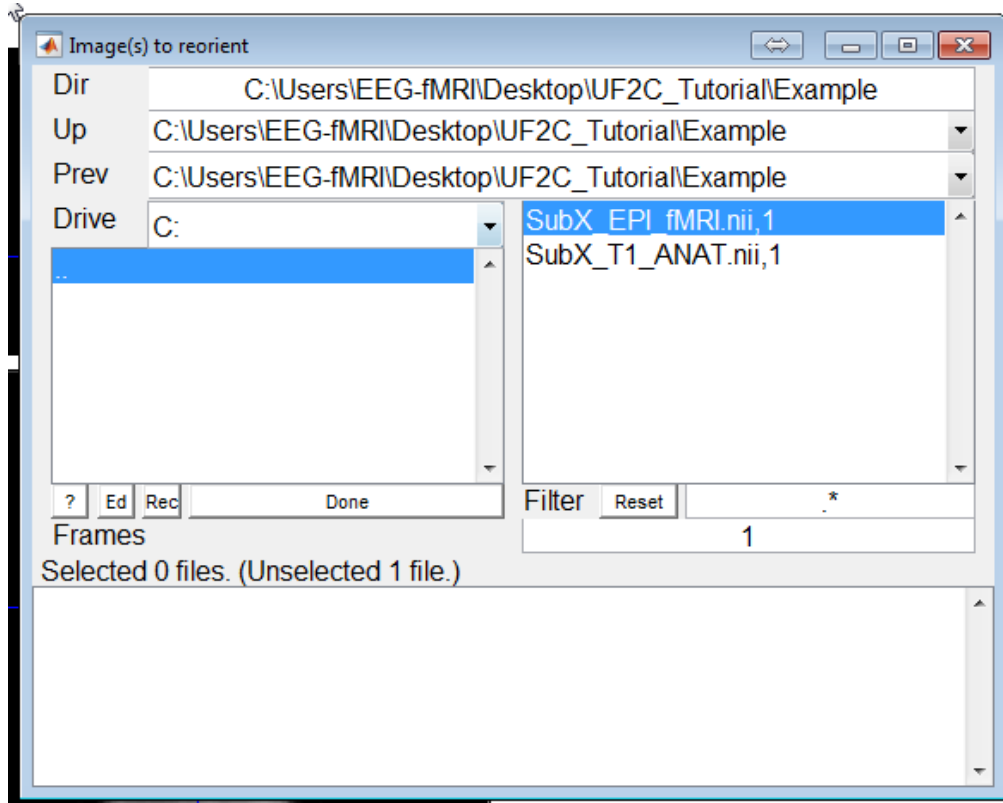 Image(s) to reorient
Dir C:\Users\EEG-fMRI\Desktop\UF2C_Tutorial\Example
Up C:\Users\EEG-fMRI\Desktop\UF2C_Tutorial\Example
Prev C:\Users\EEG-fMRI\Desktop\UF2C_Tutorial\Example
Drive C:
..
SubX_EPI_fMRI.nii,1
SubX_T1_ANAT.nii,1
? Ed Rec Done Filter Reset .*
Frames 1
Selected 0 files. (Unselected 1 file.)